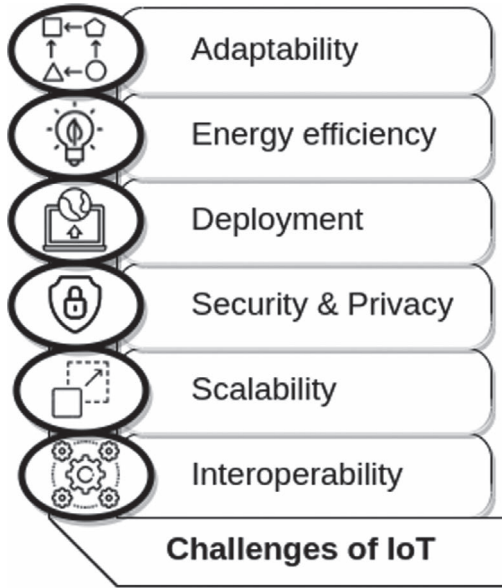 Adaptability
Energy efficiency
Deployment
Security & Privacy
Scalability
Interoperability
Challenges of IoT